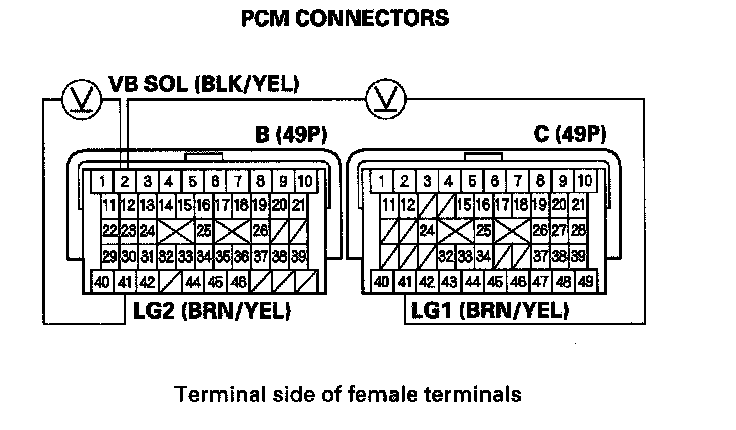 PCM CONNECTORS
V VB SOL (BLK/YEL) V
B (49P) C (49P)
1 2 3 4 5 6 7 8 9 10 1 2 3 4 5 6 7 8 9 10
11 12 13 14 15 16 17 18 19 20 21 11 12 15 16 17 18 19 20 21
22 23 24 25 26 24 25 26 27 28
29 30 31 32 33 34 35 36 37 38 39 32 33 34 37 38 39
40 41 42 44 45 46 40 41 42 43 44 45 46 47 48 49
LG2 (BRN/YEL) LG1 (BRN/YEL)
Terminal side of female terminals